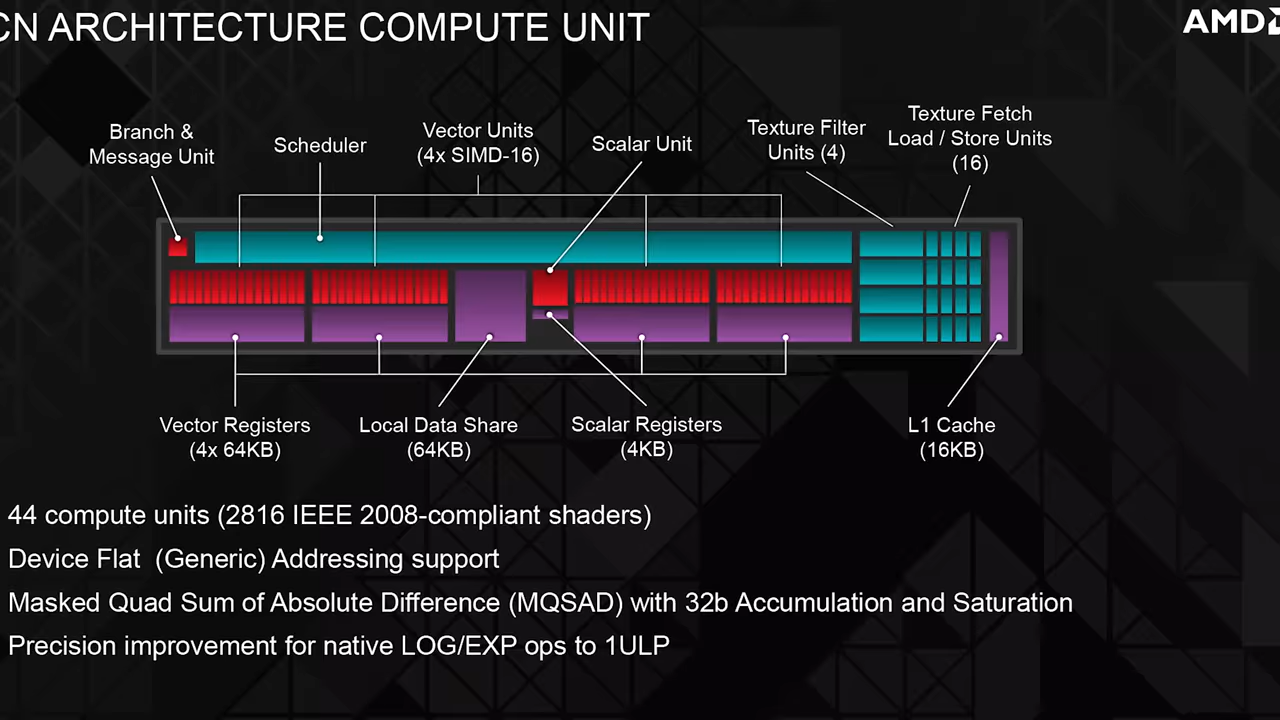 CN ARCHITECTURE COMPUTE UNIT
AMD
Branch &
Message Unit
Scheduler
Vector Units
(4x SIMD-16)
Scalar Unit
Texture Filter
Units (4)
Texture Fetch
Load / Store Units
(16)
Vector Registers
(4x 64KB)
Local Data Share
(64KB)
Scalar Registers
(4KB)
L1 Cache
(16KB)
44 compute units (2816 IEEE 2008-compliant shaders)
Device Flat (Generic) Addressing support
Masked Quad Sum of Absolute Difference (MQSAD) with 32b Accumulation and Saturation
Precision improvement for native LOG/EXP ops to 1ULP